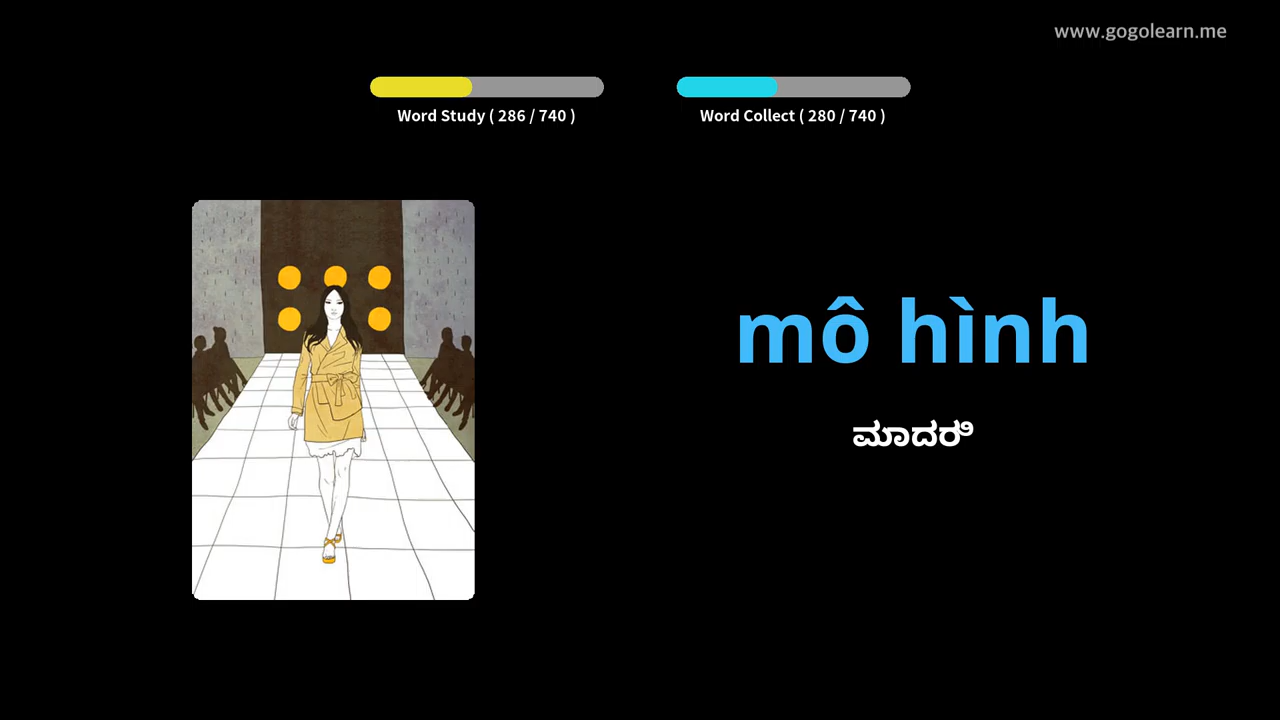 www.gogolearn.me
Word Study ( 286 / 740 )
Word Collect ( 280 / 740 )
mô hình
ಮಾದರಿ